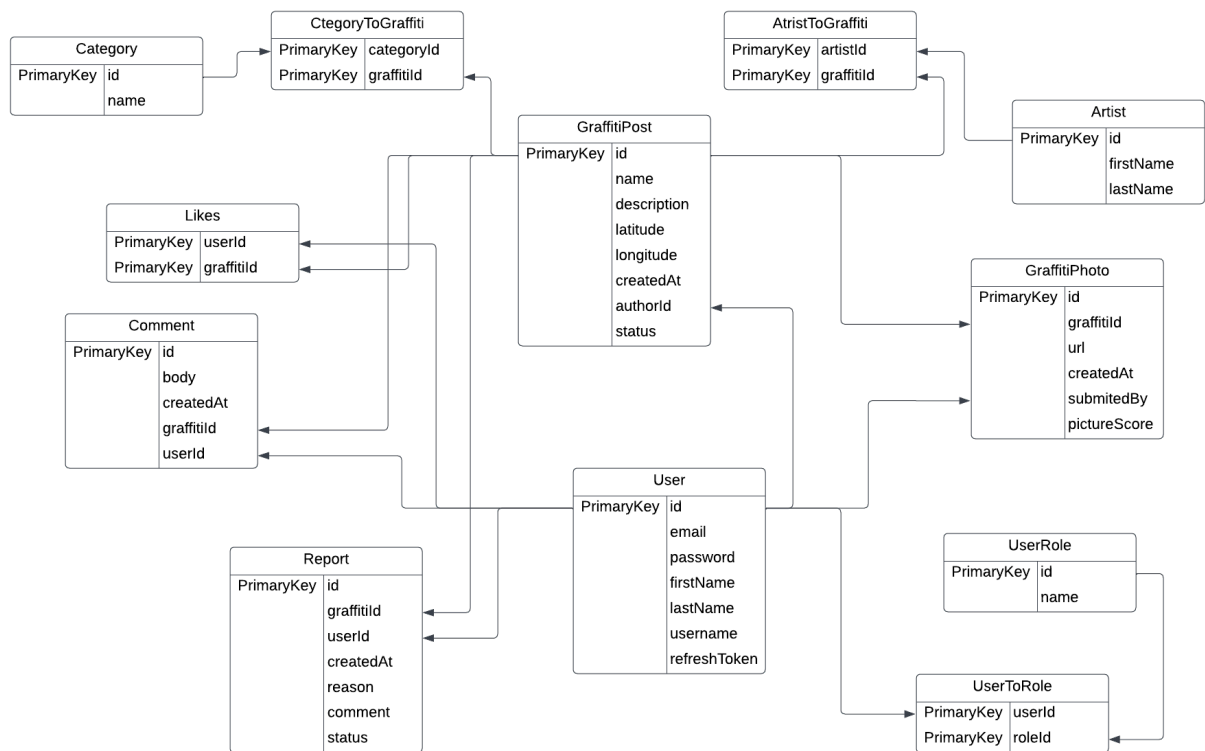 CtegoryToGraffiti
PrimaryKey categoryId
PrimaryKey graffitiId
AtristToGraffiti
PrimaryKey artistId
PrimaryKey graffitiId
Category
PrimaryKey id
name
Artist
PrimaryKey id
firstName
lastName
GraffitiPost
PrimaryKey id
name
description
latitude
longitude
createdAt
authorId
status
Likes
PrimaryKey userId
PrimaryKey graffitiId
GraffitiPhoto
PrimaryKey id
graffitiId
url
createdAt
submitedBy
pictureScore
Comment
PrimaryKey id
body
createdAt
graffitiId
userId
User
PrimaryKey id
email
password
firstName
lastName
username
refreshToken
UserRole
PrimaryKey id
name
Report
PrimaryKey id
graffitiId
userId
createdAt
reason
comment
status
UserToRole
PrimaryKey userId
PrimaryKey roleId